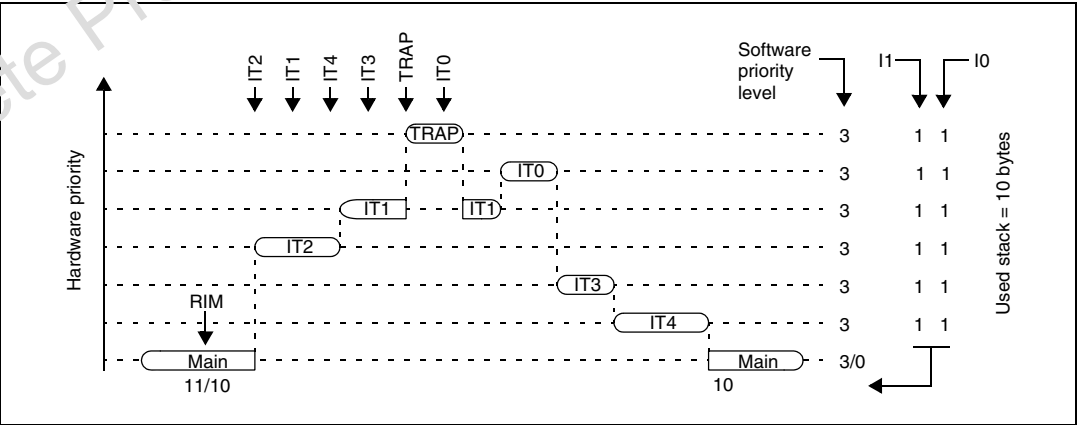 ete Pr
IT2
IT1
IT4
IT3
TRAP
IT0
Software
priority
level
I1
I0
Hardware priority
TRAP
3
1 1
IT0
3
1 1
IT1
IT1
3
1 1
IT2
3
1 1
IT3
3
1 1
RIM
IT4
3
1 1
Main
Main
3/0
11/10
10
Used stack = 10 bytes